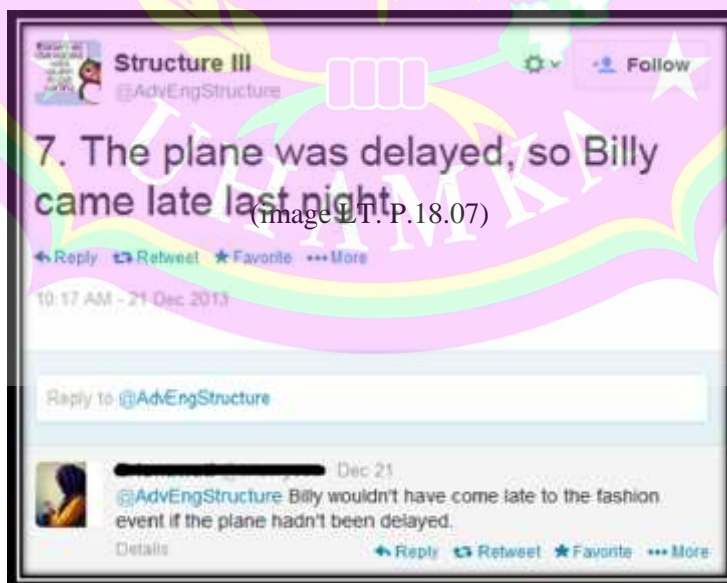 Structure III
@AdvEngStructure
Follow
UHAMKA
7. The plane was delayed, so Billy
came late last night.
(image LT. P.18.07)
Reply Retweet Favorite More
10:17 AM - 21 Dec 2013
Reply to @AdvEngStructure
Dec 21
@AdvEngStructure Billy wouldn't have come late to the fashion
event if the plane hadn't been delayed.
Details
Reply Retweet Favorite More